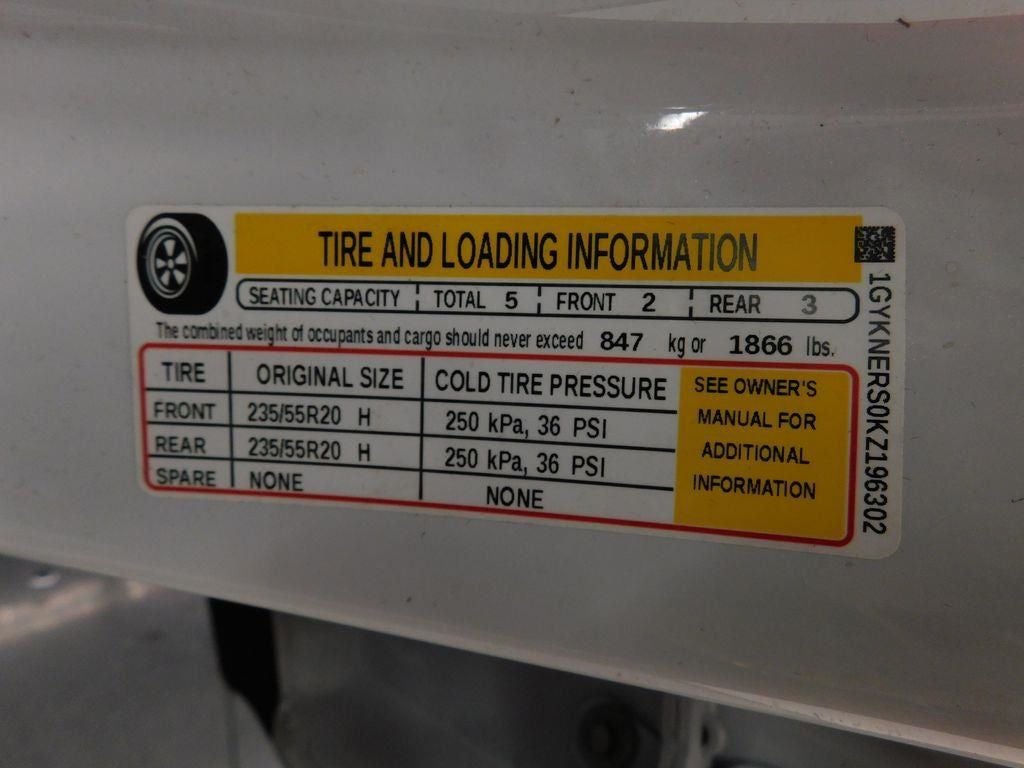 TIRE AND LOADING INFORMATION
SEATING CAPACITY TOTAL 5 FRONT 2 REAR 3
The combined weight of occupants and cargo should never exceed 847 kg or 1866 lbs.
TIRE ORIGINAL SIZE COLD TIRE PRESSURE
FRONT 235/55R20 H 250 kPa, 36 PSI
REAR 235/55R20 H 250 kPa, 36 PSI
SPARE NONE NONE
SEE OWNER'S
MANUAL FOR
ADDITIONAL
INFORMATION
1GYKNERS0KZ196302